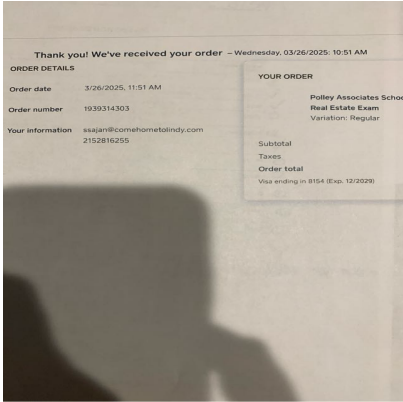 Thank you! We've received your order – Wednesday, 03/26/2025: 10:51 AM
ORDER DETAILS
Order date 3/26/2025, 11:51 AM
Order number 1939314303
Your information ssajan@comehometolindy.com
2152816255
YOUR ORDER
Polley Associates Schoo
Real Estate Exam
Variation: Regular
Subtotal
Taxes
Order total
Visa ending in 8154 (Exp. 12/2029)